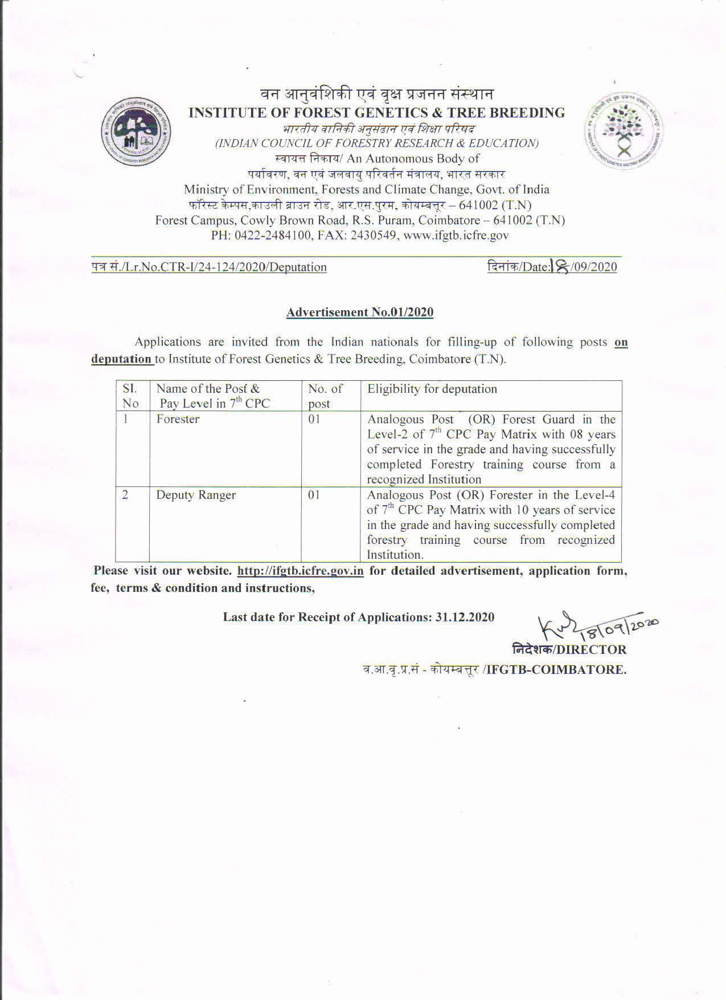 वन आनुवंशिकी एवं वृक्ष प्रजनन संस्थान
INSTITUTE OF FOREST GENETICS & TREE BREEDING
भारतीय वानिकी अनुसंधान एवं शिक्षा परिषद
(INDIAN COUNCIL OF FORESTRY RESEARCH & EDUCATION)
स्वायत्त निकाय/ An Autonomous Body of
पर्यावरण, वन एवं जलवायु परिवर्तन मंत्रालय, भारत सरकार
Ministry of Environment, Forests and Climate Change, Govt. of India
फॉरेस्ट केम्पस,काउली ब्राउन रोड, आर.एस.पुरम, कोयम्बत्तूर – 641002 (T.N)
Forest Campus, Cowly Brown Road, R.S. Puram, Coimbatore – 641002 (T.N)
PH: 0422-2484100, FAX: 2430549, www.ifgtb.icfre.gov
पत्र सं./Lr.No.CTR-I/24-124/2020/Deputation दिनांक/Date:18/09/2020
Advertisement No.01/2020
Applications are invited from the Indian nationals for filling-up of following posts on
deputation to Institute of Forest Genetics & Tree Breeding, Coimbatore (T.N).
Sl. Name of the Post & No. of Eligibility for deputation
No Pay Level in 7th CPC post
1 Forester 01 Analogous Post (OR) Forest Guard in the
Level-2 of 7th CPC Pay Matrix with 08 years
of service in the grade and having successfully
completed Forestry training course from a
recognized Institution
2 Deputy Ranger 01 Analogous Post (OR) Forester in the Level-4
of 7th CPC Pay Matrix with 10 years of service
in the grade and having successfully completed
forestry training course from recognized
Institution.
Please visit our website. http://ifgtb.icfre.gov.in for detailed advertisement, application form,
fee, terms & condition and instructions,
Last date for Receipt of Applications: 31.12.2020
18/09/2020
निदेशक/DIRECTOR
व.आ.वृ.प्र.सं - कोयम्बत्तूर /IFGTB-COIMBATORE.